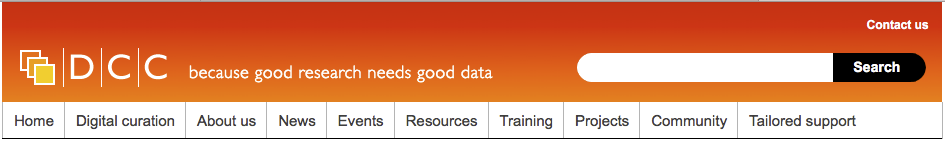 Contact us
DCC because good research needs good data
Search
Home Digital curation About us News Events Resources Training Projects Community Tailored support